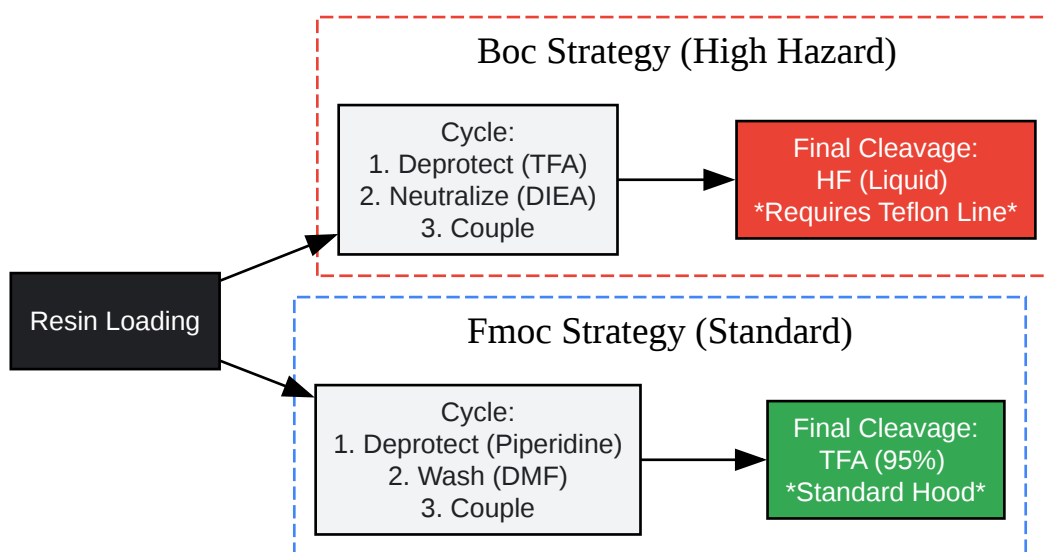 Boc Strategy (High Hazard)
Cycle:
1. Deprotect (TFA)
2. Neutralize (DIEA)
3. Couple
Final Cleavage:
HF (Liquid)
*Requires Teflon Line*
Resin Loading
Fmoc Strategy (Standard)
Cycle:
1. Deprotect (Piperidine)
2. Wash (DMF)
3. Couple
Final Cleavage:
TFA (95%)
*Standard Hood*